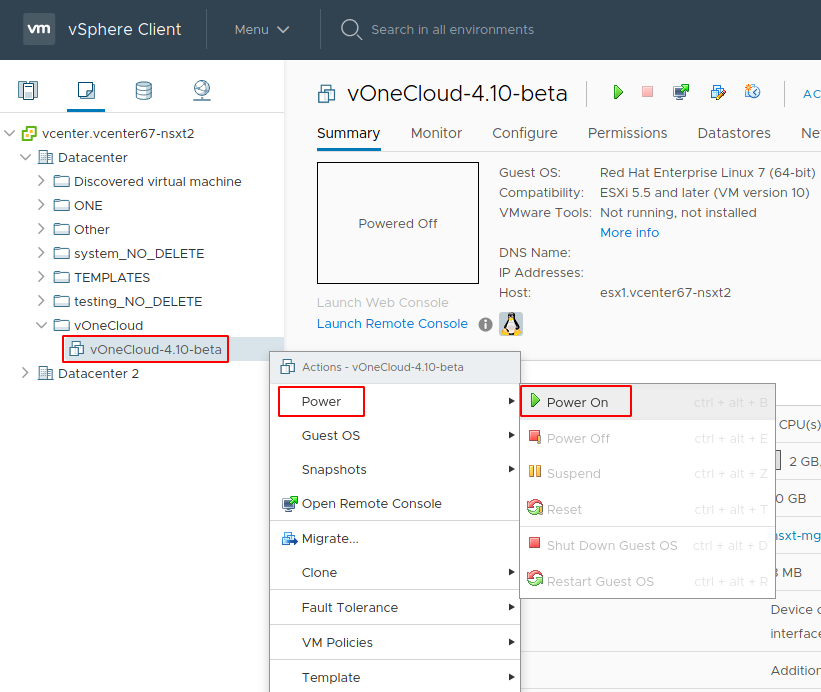 vm vSphere Client Menu Search in all environments
vcenter.vcenter67-nsxt2
Datacenter
Discovered virtual machine
ONE
Other
system_NO_DELETE
TEMPLATES
testing_NO_DELETE
vOneCloud
vOneCloud-4.10-beta
Datacenter 2
vOneCloud-4.10-beta
AC
Summary Monitor Configure Permissions Datastores Ne
Powered Off
Guest OS: Red Hat Enterprise Linux 7 (64-bit)
Compatibility: ESXi 5.5 and later (VM version 10)
VMware Tools: Not running, not installed
More info
DNS Name:
IP Addresses:
Host: esx1.vcenter67-nsxt2
Launch Web Console
Launch Remote Console
Actions - vOneCloud-4.10-beta
Power
Guest OS
Snapshots
Open Remote Console
Migrate...
Clone
Fault Tolerance
VM Policies
Template
Power On ctrl + alt + B
Power Off ctrl + alt + E
Suspend ctrl + alt + Z
Reset ctrl + alt + T
Shut Down Guest OS ctrl + alt + D
Restart Guest OS ctrl + alt + R
CPU(s)
2 GB,
0 GB
nsxt-mg
MB
Device
interface
Addition